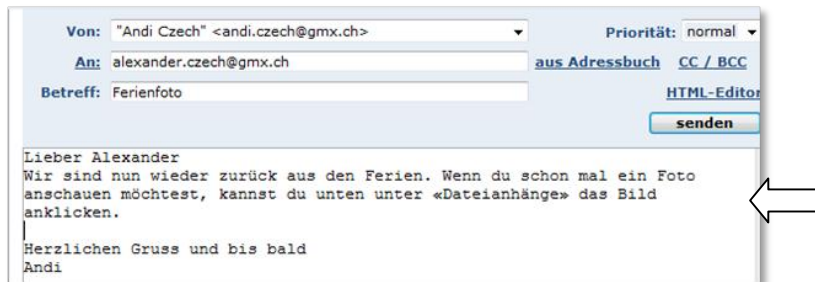 Von: "Andi Czech" <andi.czech@gmx.ch> Priorität: normal
An: alexander.czech@gmx.ch aus Adressbuch CC / BCC
Betreff: Ferienfoto HTML-Editor
senden
Lieber Alexander
Wir sind nun wieder zurück aus den Ferien. Wenn du schon mal ein Foto
anschauen möchtest, kannst du unten unter «Dateianhänge» das Bild
anklicken.
Herzlichen Gruss und bis bald
Andi